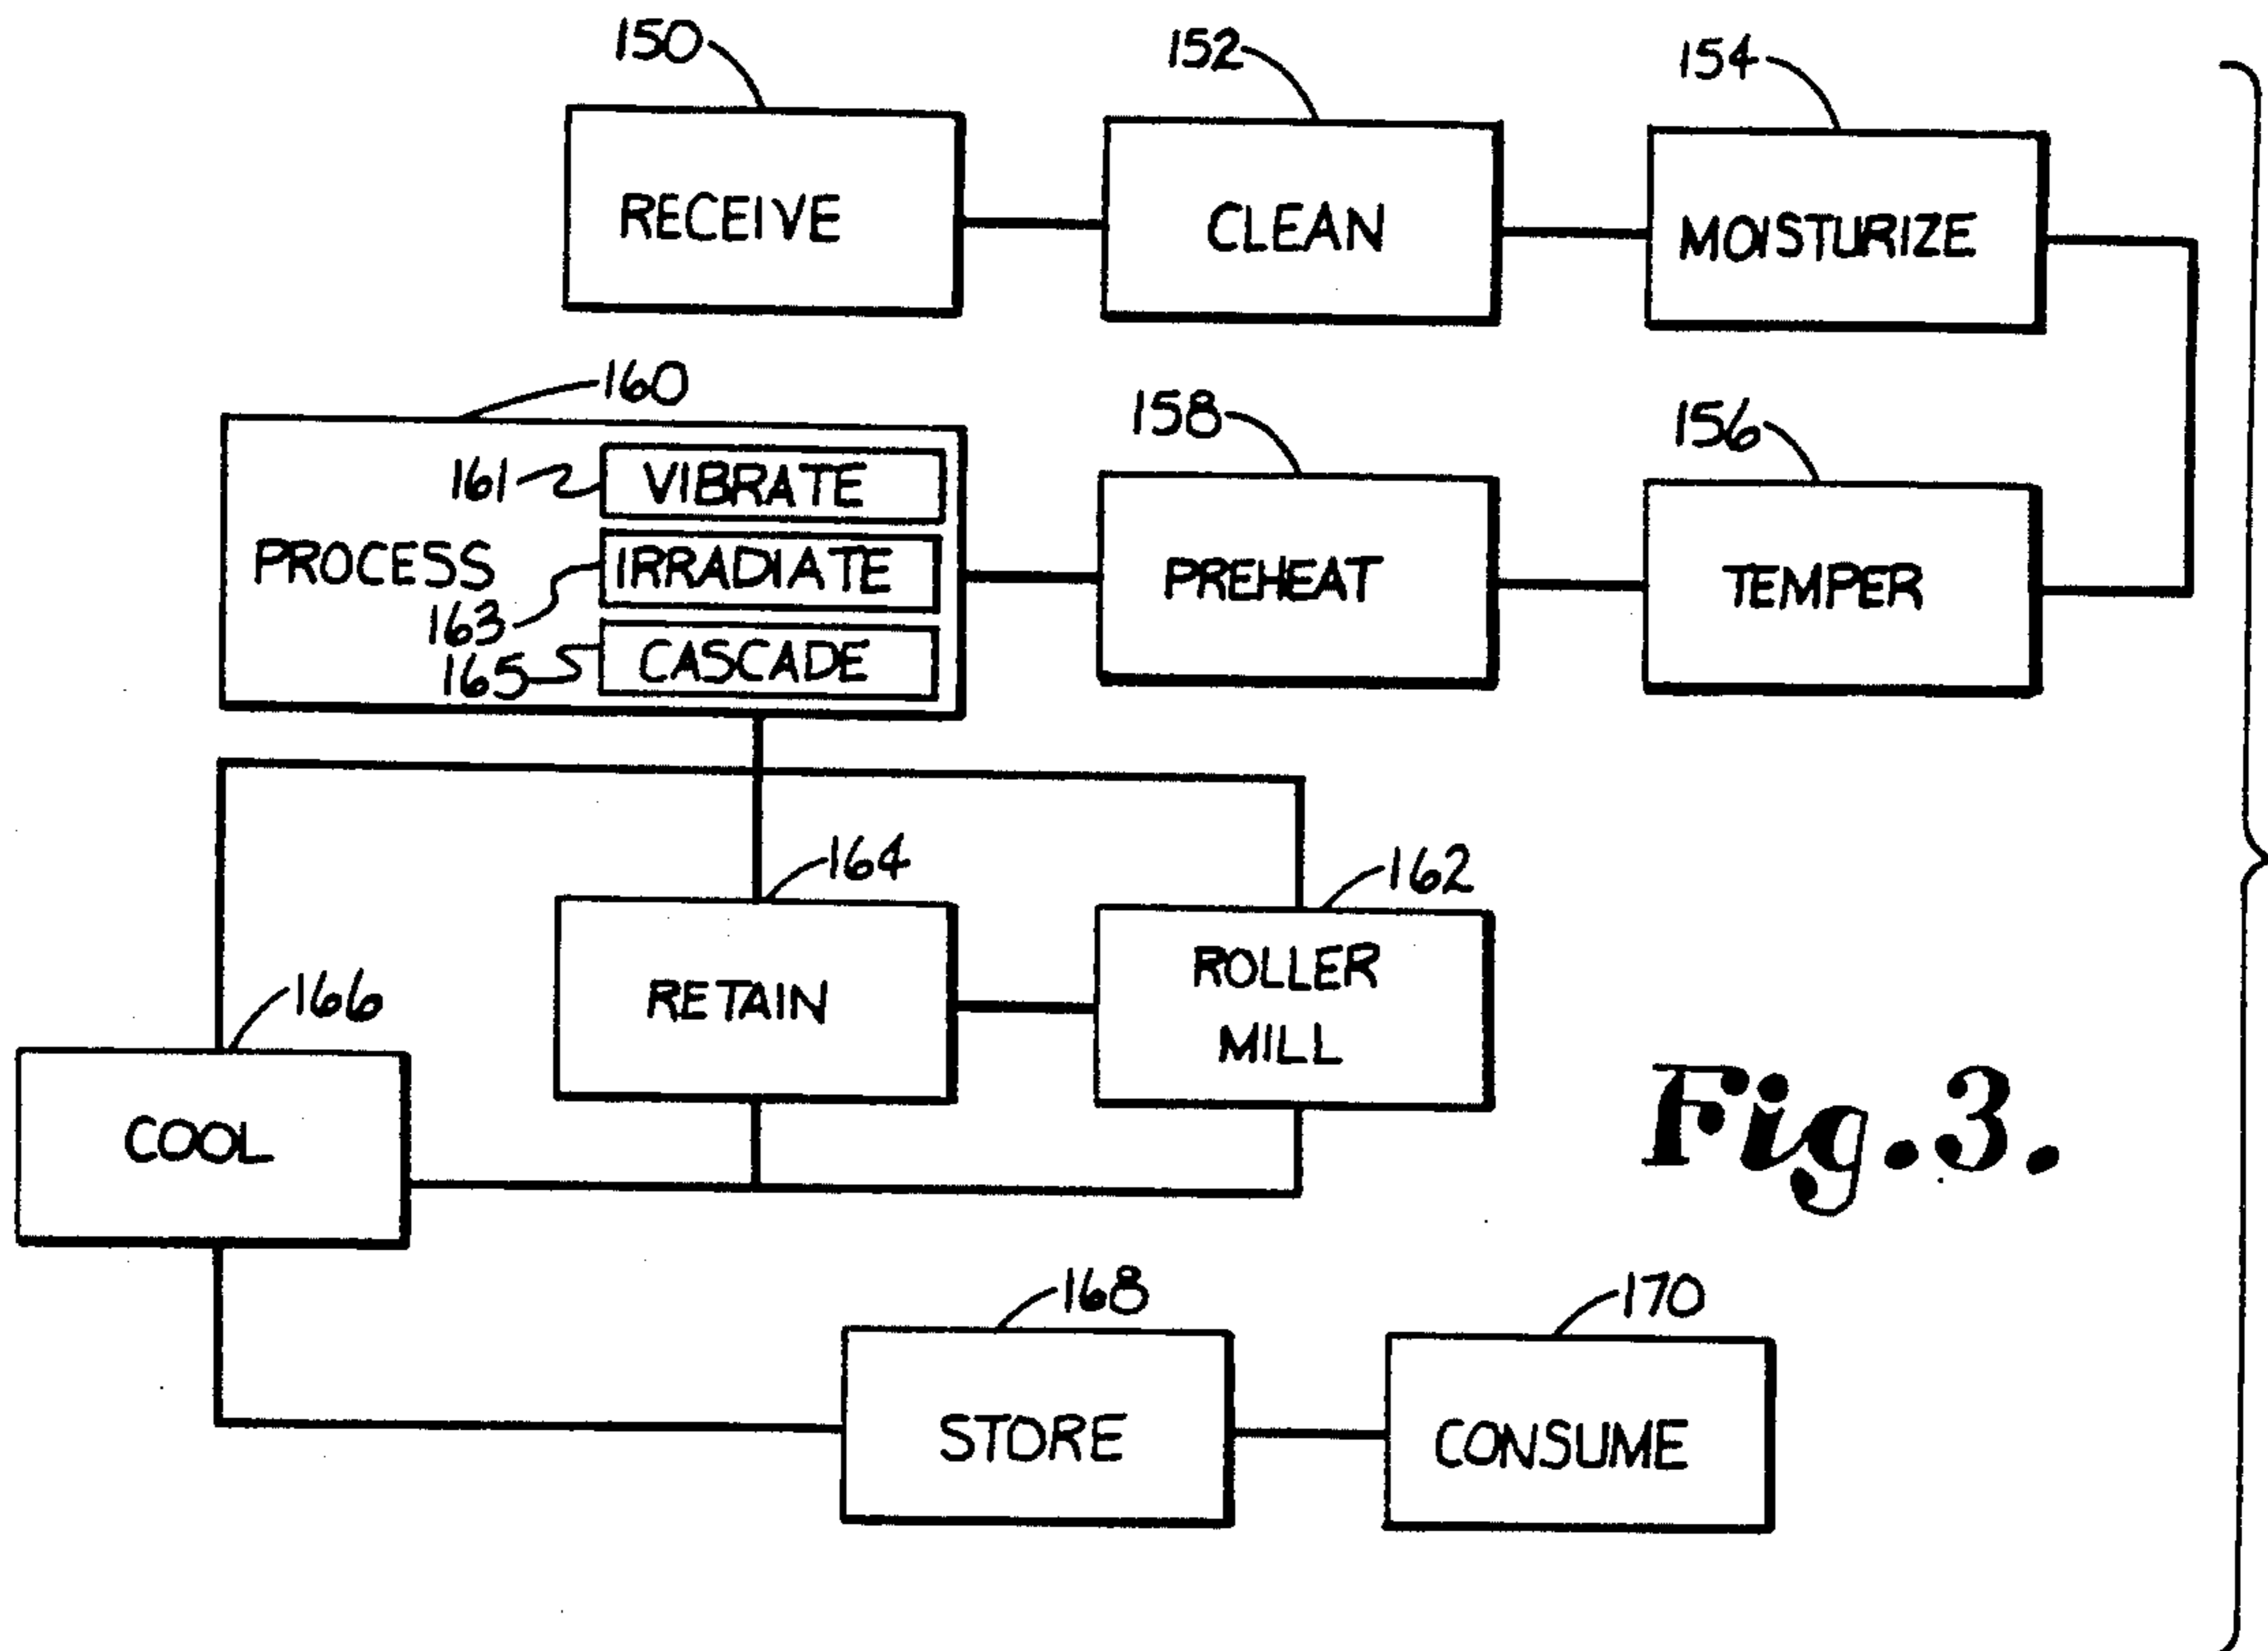 150
152
154
RECEIVE
CLEAN
MOISTURIZE
160
158
156
161
VIBRATE
PROCESS
IRRADIATE
PREHEAT
TEMPER
163
165
CASCADE
164
162
RETAIN
ROLLER
MILL
166
COOL
Fig.3.
168
170
STORE
CONSUME